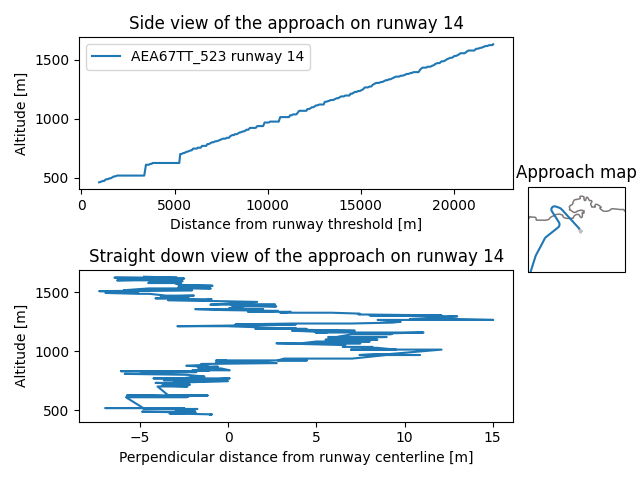 Side view of the approach on runway 14
AEA67TT_523 runway 14
Altitude [m]
1500
1000
500
0
5000
10000
15000
20000
Distance from runway threshold [m]
Approach map
Straight down view of the approach on runway 14
Altitude [m]
1500
1000
500
−5
0
5
10
15
Perpendicular distance from runway centerline [m]